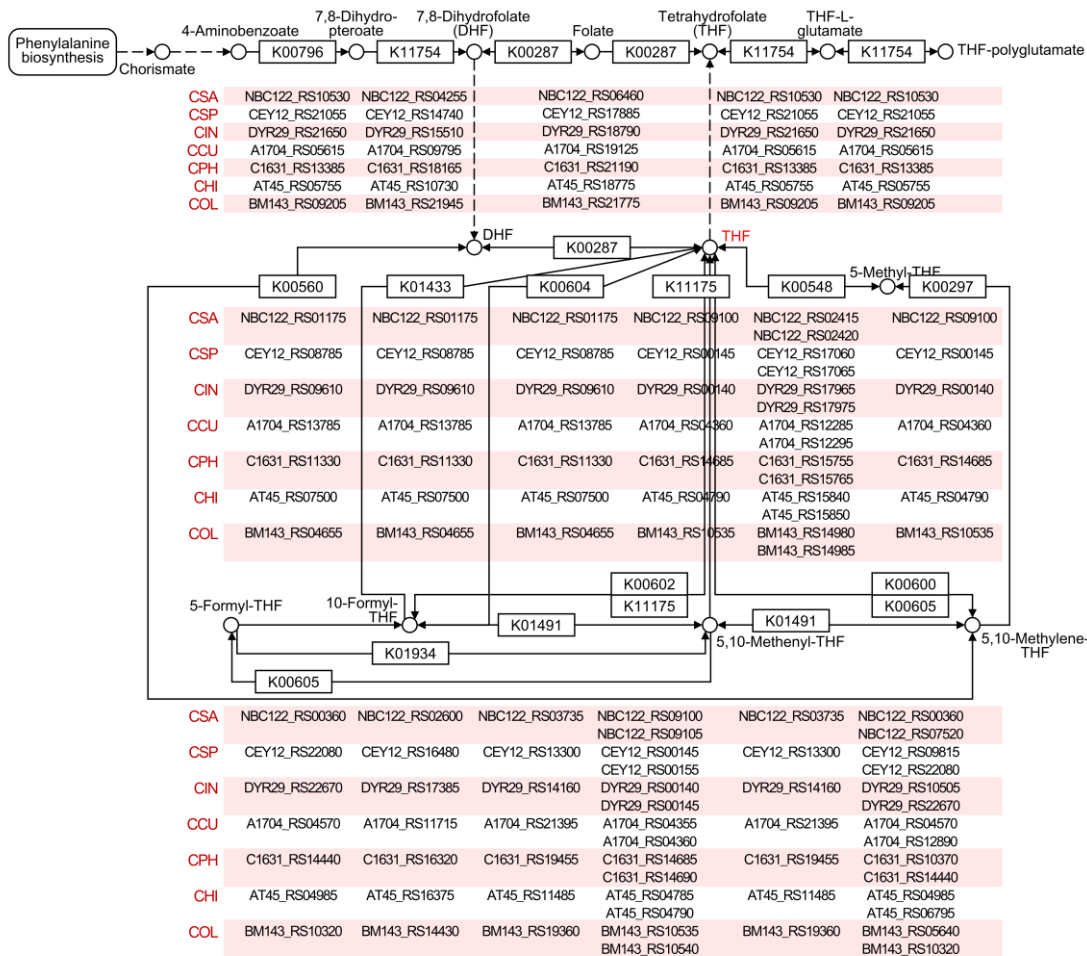 Phenylalanine
biosynthesis
Chorismate
4-Aminobenzoate
K00796
7,8-Dihydro-
pteroate
K11754
7,8-Dihydrofolate
(DHF)
K00287
Folate
K00287
Tetrahydrofolate
(THF)
K11754
THF-L-
glutamate
K11754
THF-polyglutamate
CSA NBC122_RS10530 NBC122_RS04255 NBC122_RS06460 NBC122_RS10530 NBC122_RS10530
CSP CEY12_RS21055 CEY12_RS14740 CEY12_RS17885 CEY12_RS21055 CEY12_RS21055
CIN DYR29_RS21650 DYR29_RS15510 DYR29_RS18790 DYR29_RS21650 DYR29_RS21650
CCU A1704_RS05615 A1704_RS09795 A1704_RS19125 A1704_RS05615 A1704_RS05615
CPH C1631_RS13385 C1631_RS18165 C1631_RS21190 C1631_RS13385 C1631_RS13385
CHI AT45_RS05755 AT45_RS10730 AT45_RS18775 AT45_RS05755 AT45_RS05755
COL BM143_RS09205 BM143_RS21945 BM143_RS21775 BM143_RS09205 BM143_RS09205
DHF
K00287
THF
5-Methyl-THF
K00560 K01433 K00604 K11175 K00548 K00297
CSA NBC122_RS01175 NBC122_RS01175 NBC122_RS01175 NBC122_RS09100 NBC122_RS02415 NBC122_RS09100
NBC122_RS02420
CSP CEY12_RS08785 CEY12_RS08785 CEY12_RS08785 CEY12_RS00145 CEY12_RS17060 CEY12_RS00145
CEY12_RS17065
CIN DYR29_RS09610 DYR29_RS09610 DYR29_RS09610 DYR29_RS00140 DYR29_RS17965 DYR29_RS00140
DYR29_RS17975
CCU A1704_RS13785 A1704_RS13785 A1704_RS13785 A1704_RS04360 A1704_RS12285 A1704_RS04360
A1704_RS12295
CPH C1631_RS11330 C1631_RS11330 C1631_RS11330 C1631_RS14685 C1631_RS15755 C1631_RS14685
C1631_RS15765
CHI AT45_RS07500 AT45_RS07500 AT45_RS07500 AT45_RS04790 AT45_RS15840 AT45_RS04790
AT45_RS15850
COL BM143_RS04655 BM143_RS04655 BM143_RS04655 BM143_RS10535 BM143_RS14980 BM143_RS10535
BM143_RS14985
K00602
K11175
K00600
K00605
5-Formyl-THF
10-Formyl-
THF
K01491
5,10-Methenyl-THF
K01491
5,10-Methylene-
THF
K01934
K00605
CSA NBC122_RS00360 NBC122_RS02600 NBC122_RS03735 NBC122_RS09100 NBC122_RS03735 NBC122_RS00360
NBC122_RS09105 NBC122_RS07520
CSP CEY12_RS22080 CEY12_RS16480 CEY12_RS13300 CEY12_RS00145 CEY12_RS13300 CEY12_RS09815
CEY12_RS00155 CEY12_RS22080
CIN DYR29_RS22670 DYR29_RS17385 DYR29_RS14160 DYR29_RS00140 DYR29_RS14160 DYR29_RS10505
DYR29_RS00145 DYR29_RS22670
CCU A1704_RS04570 A1704_RS11715 A1704_RS21395 A1704_RS04355 A1704_RS21395 A1704_RS04570
A1704_RS04360 A1704_RS12890
CPH C1631_RS14440 C1631_RS16320 C1631_RS19455 C1631_RS14685 C1631_RS19455 C1631_RS10370
C1631_RS14690 C1631_RS14440
CHI AT45_RS04985 AT45_RS16375 AT45_RS11485 AT45_RS04785 AT45_RS11485 AT45_RS04985
AT45_RS04790 AT45_RS06795
COL BM143_RS10320 BM143_RS14430 BM143_RS19360 BM143_RS10535 BM143_RS19360 BM143_RS05640
BM143_RS10540 BM143_RS10320